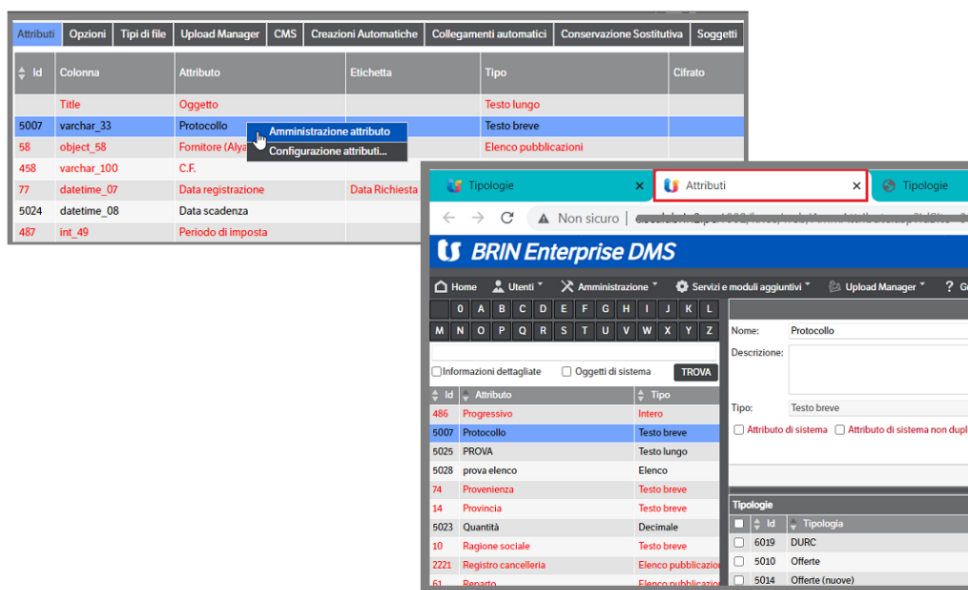 Attributi Opzioni Tipi di file Upload Manager CMS Creazioni Automatiche Collegamenti automatici Conservazione Sostitutiva Soggetti
Id Colonna Attributo Etichetta Tipo Cifrato
Title Oggetto Testo lungo
5007 varchar_33 Protocollo Testo breve
Amministrazione attributo
58 object_58 Fornitore (Alya Elenco pubblicazioni
Configurazione attributi...
458 varchar_100 C.F.
77 datetime_07 Data registrazione Data Richiesta
5024 datetime_08 Data scadenza
487 int_49 Periodo di imposta
Tipologie Attributi Tipologie
Non sicuro
BRIN Enterprise DMS
Home Utenti Amministrazione Servizi e moduli aggiuntivi Upload Manager ? G
0 A B C D E F G H I J K L
M N O P Q R S T U V W X Y Z
Nome: Protocollo
Descrizione:
Informazioni dettagliate Oggetti di sistema TROVA
Id Attributo Tipo
Tipo: Testo breve
486 Progressivo Intero
5007 Protocollo Testo breve
Attributo di sistema Attributo di sistema non dupl
5025 PROVA Testo lungo
5028 prova elenco Elenco
74 Provenienza Testo breve
14 Provincia Testo breve
Tipologie
5023 Quantità Decimale
Id Tipologia
10 Ragione sociale Testo breve
6019 DURC
2221 Registro cancelleria Elenco pubblicazion
5010 Offerte
61 Reparto Elenco pubblicazion
5014 Offerte (nuove)